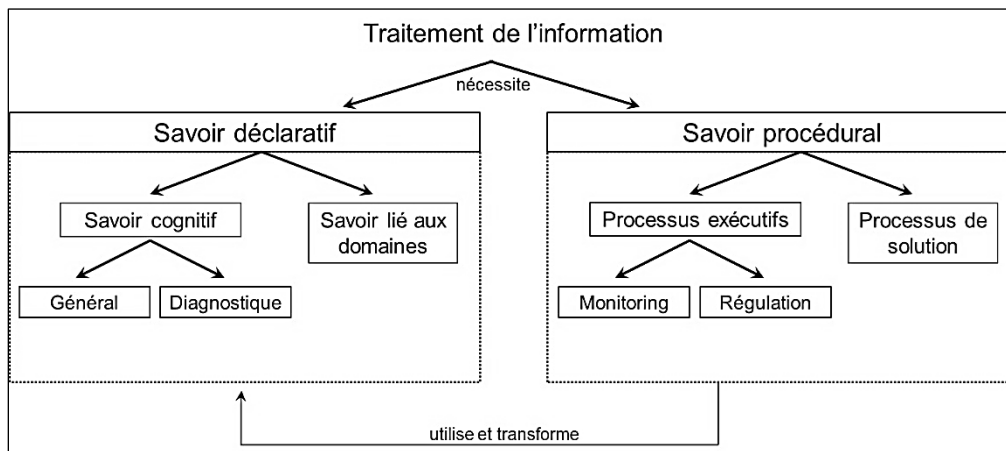 Traitement de l'information
nécessite
Savoir déclaratif
Savoir procédural
Savoir cognitif
Savoir lié aux
domaines
Processus exécutifs
Processus de
solution
Général
Diagnostique
Monitoring
Régulation
utilise et transforme